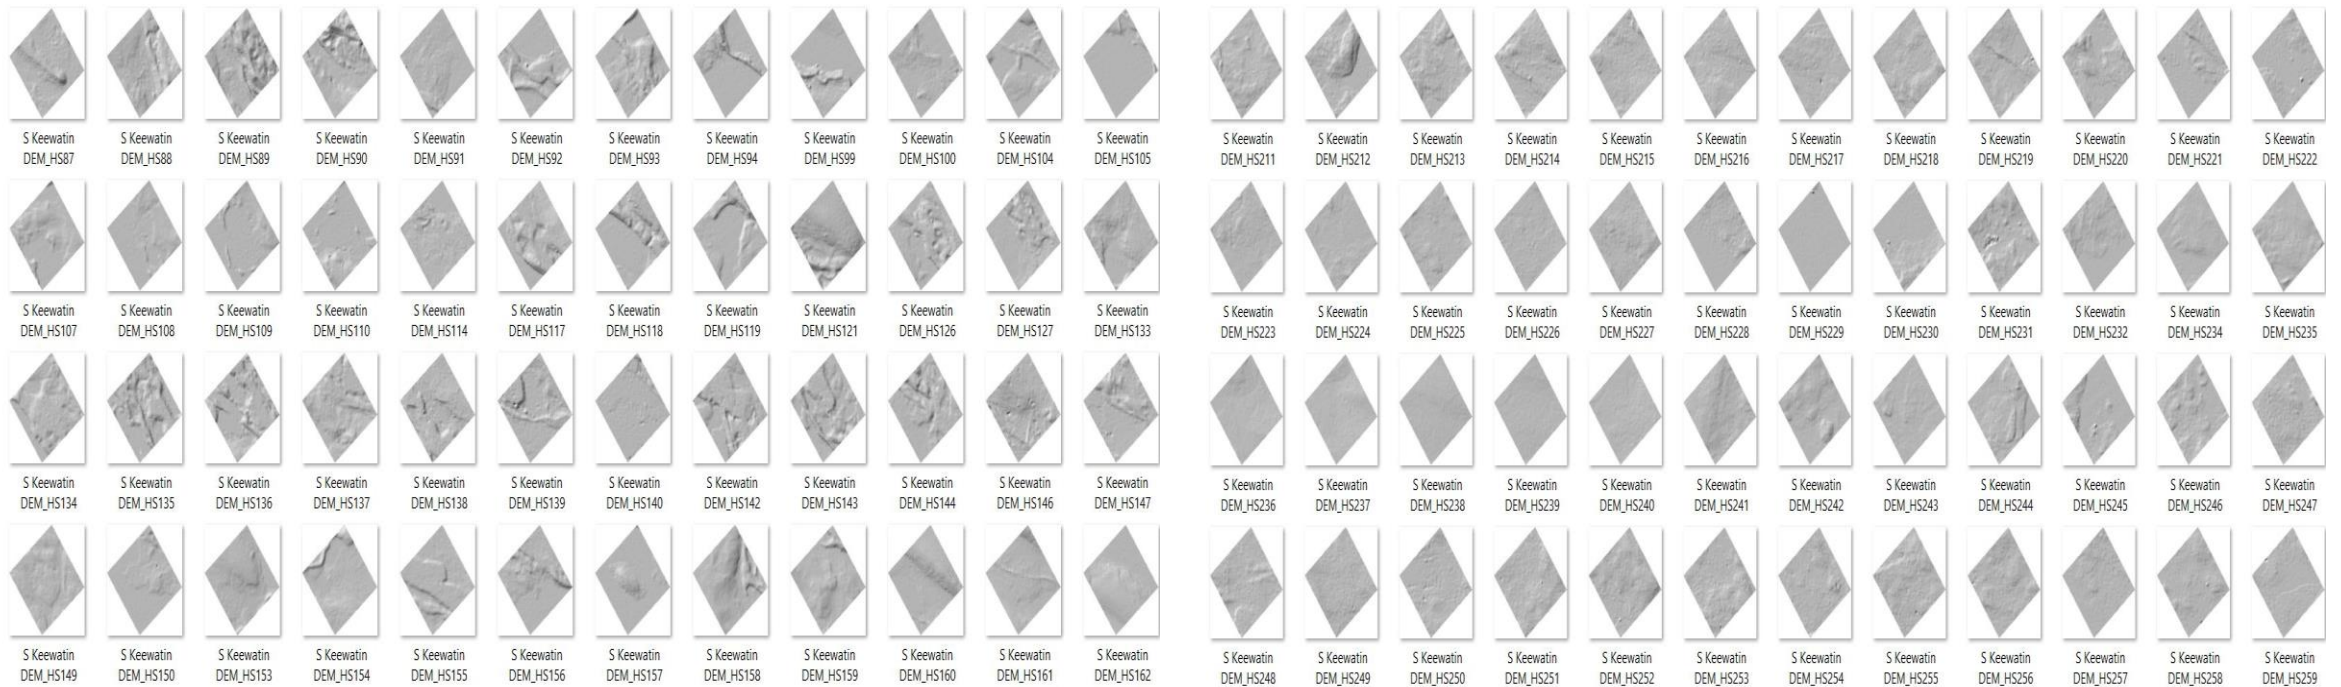 S Keewatin
DEM_HS87
S Keewatin
DEM_HS88
S Keewatin
DEM_HS89
S Keewatin
DEM_HS90
S Keewatin
DEM_HS91
S Keewatin
DEM_HS92
S Keewatin
DEM_HS93
S Keewatin
DEM_HS94
S Keewatin
DEM_HS99
S Keewatin
DEM_HS100
S Keewatin
DEM_HS104
S Keewatin
DEM_HS105
S Keewatin
DEM_HS211
S Keewatin
DEM_HS212
S Keewatin
DEM_HS213
S Keewatin
DEM_HS214
S Keewatin
DEM_HS215
S Keewatin
DEM_HS216
S Keewatin
DEM_HS217
S Keewatin
DEM_HS218
S Keewatin
DEM_HS219
S Keewatin
DEM_HS220
S Keewatin
DEM_HS221
S Keewatin
DEM_HS222
S Keewatin
DEM_HS107
S Keewatin
DEM_HS108
S Keewatin
DEM_HS109
S Keewatin
DEM_HS110
S Keewatin
DEM_HS114
S Keewatin
DEM_HS117
S Keewatin
DEM_HS118
S Keewatin
DEM_HS119
S Keewatin
DEM_HS121
S Keewatin
DEM_HS126
S Keewatin
DEM_HS127
S Keewatin
DEM_HS133
S Keewatin
DEM_HS223
S Keewatin
DEM_HS224
S Keewatin
DEM_HS225
S Keewatin
DEM_HS226
S Keewatin
DEM_HS227
S Keewatin
DEM_HS228
S Keewatin
DEM_HS229
S Keewatin
DEM_HS230
S Keewatin
DEM_HS231
S Keewatin
DEM_HS232
S Keewatin
DEM_HS234
S Keewatin
DEM_HS235
S Keewatin
DEM_HS134
S Keewatin
DEM_HS135
S Keewatin
DEM_HS136
S Keewatin
DEM_HS137
S Keewatin
DEM_HS138
S Keewatin
DEM_HS139
S Keewatin
DEM_HS140
S Keewatin
DEM_HS142
S Keewatin
DEM_HS143
S Keewatin
DEM_HS144
S Keewatin
DEM_HS146
S Keewatin
DEM_HS147
S Keewatin
DEM_HS236
S Keewatin
DEM_HS237
S Keewatin
DEM_HS238
S Keewatin
DEM_HS239
S Keewatin
DEM_HS240
S Keewatin
DEM_HS241
S Keewatin
DEM_HS242
S Keewatin
DEM_HS243
S Keewatin
DEM_HS244
S Keewatin
DEM_HS245
S Keewatin
DEM_HS246
S Keewatin
DEM_HS247
S Keewatin
DEM_HS149
S Keewatin
DEM_HS150
S Keewatin
DEM_HS153
S Keewatin
DEM_HS154
S Keewatin
DEM_HS155
S Keewatin
DEM_HS156
S Keewatin
DEM_HS157
S Keewatin
DEM_HS158
S Keewatin
DEM_HS159
S Keewatin
DEM_HS160
S Keewatin
DEM_HS161
S Keewatin
DEM_HS162
S Keewatin
DEM_HS248
S Keewatin
DEM_HS249
S Keewatin
DEM_HS250
S Keewatin
DEM_HS251
S Keewatin
DEM_HS252
S Keewatin
DEM_HS253
S Keewatin
DEM_HS254
S Keewatin
DEM_HS255
S Keewatin
DEM_HS256
S Keewatin
DEM_HS257
S Keewatin
DEM_HS258
S Keewatin
DEM_HS259